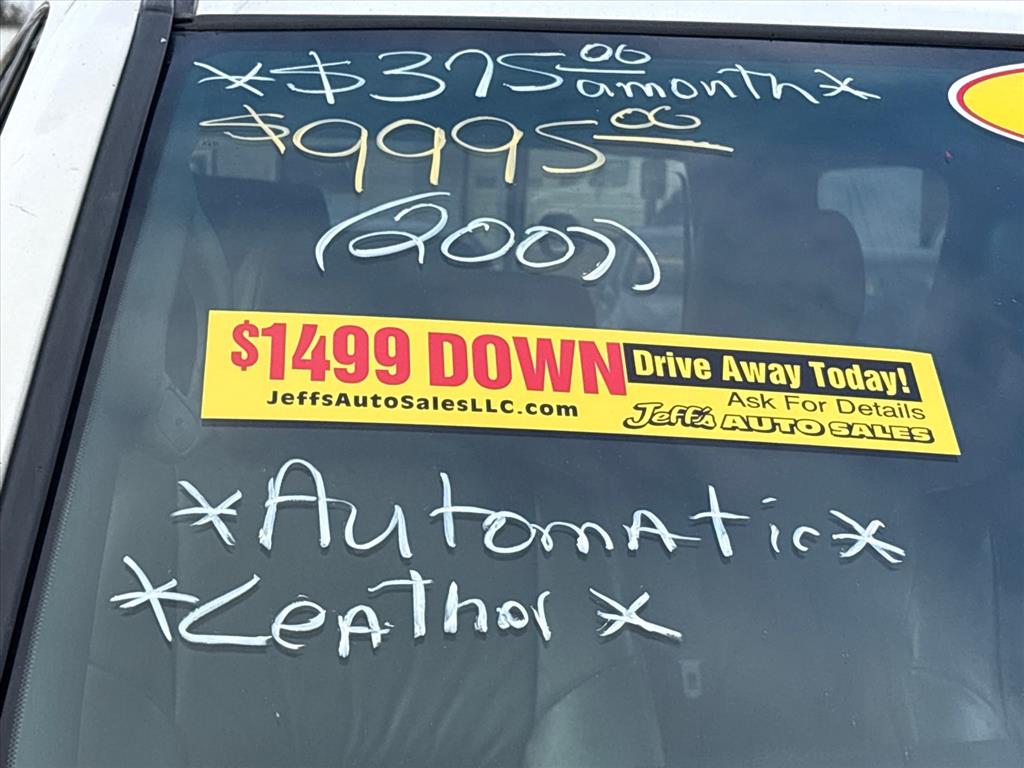 *$375 00 a month*
$9995 00
(2007)
$1499 DOWN
JeffsAutoSalesLLC.com
Drive Away Today!
Ask For Details
Jeff's AUTO SALES
*Automatic*
*Leather*